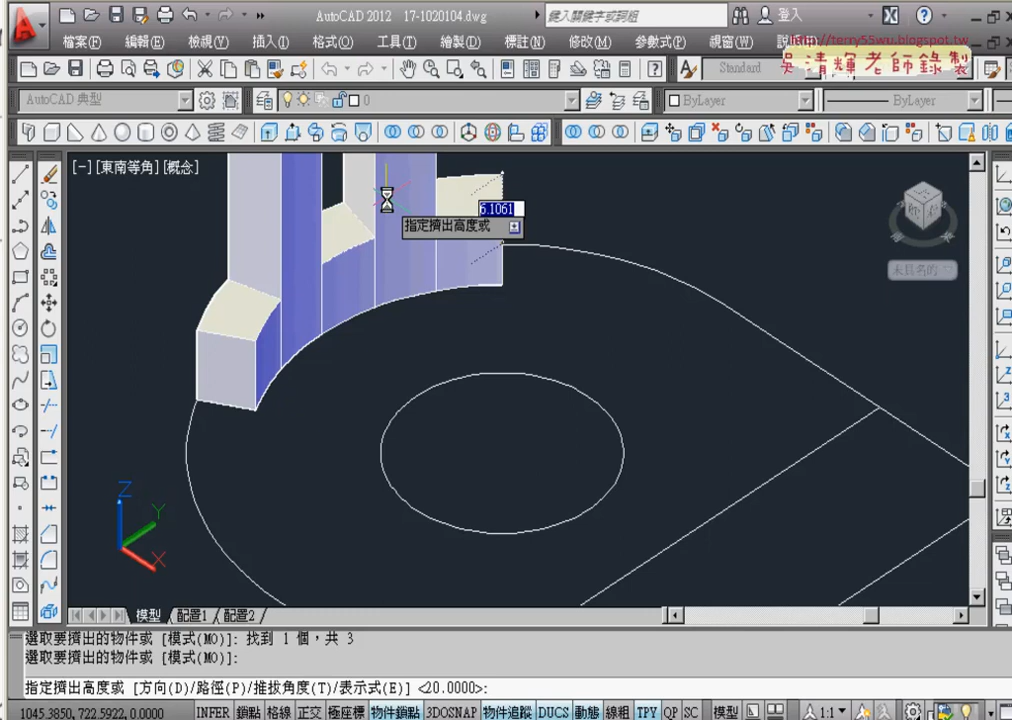 AutoCAD 2012 17-1020104.dwg 鍵入關鍵字或詞組 登入
檔案(F) 編輯(E) 檢視(V) 插入(I) 格式(O) 工具(T) 繪製(D) 標註(N) 修改(M) 參數式(P) 視窗(W)
http://terry55wu.blogspot.tw
吳清輝老師錄製
Standard
AutoCAD 典型 0 ByLayer ByLayer
[-][東南等角][概念]
6.1061
指定擠出高度或
未具名的
Z
Y
X
模型 配置1 配置2
選取要擠出的物件或 [模式(MO)]: 找到 1 個，共 3
選取要擠出的物件或 [模式(MO)]:
指定擠出高度或 [方向(D)/路徑(P)/推拔角度(T)/表示式(E)] <20.0000>:
1045.3850, 722.5922, 0.0000 INFER 鎖點 格線 正交 極座標 物件鎖點 3DOSNAP 物件追蹤 DUCS 動態 線粗 TPY QP SC 模型 1:1